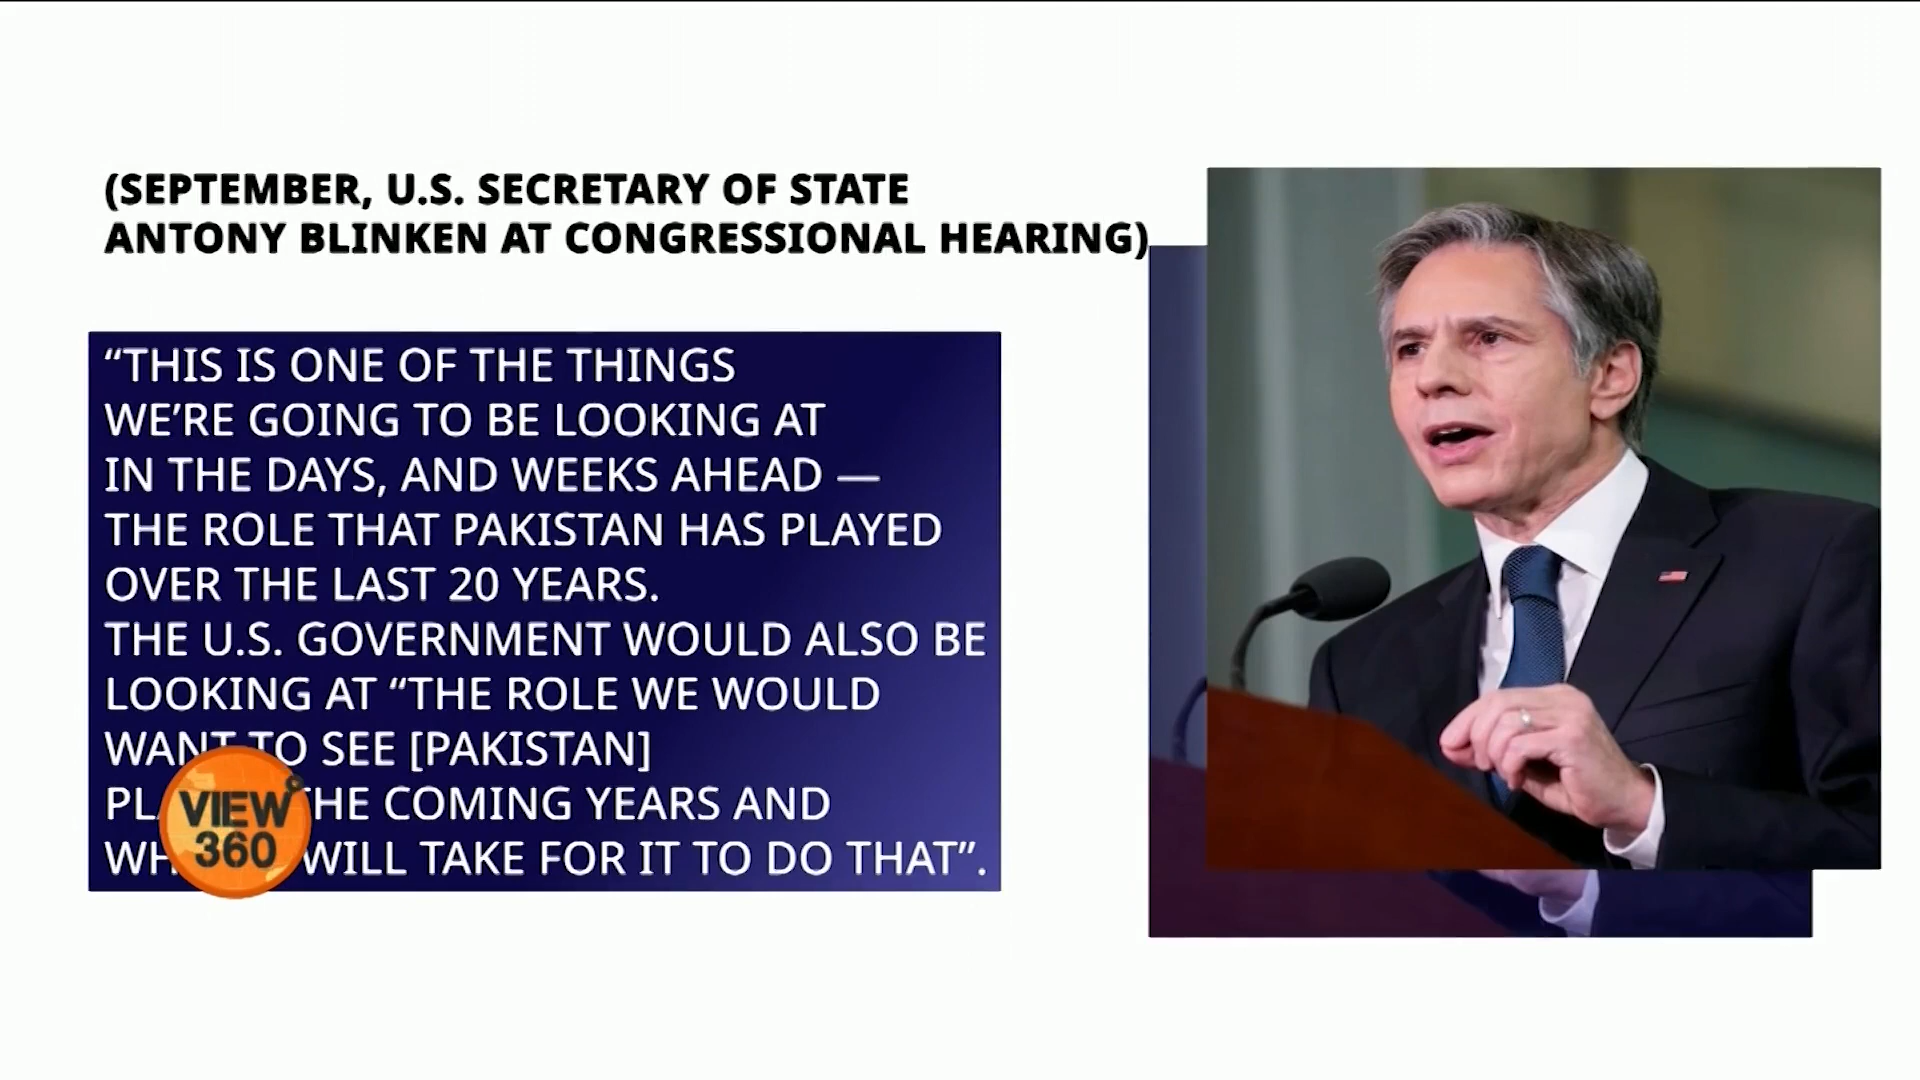 (SEPTEMBER, U.S. SECRETARY OF STATE
ANTONY BLINKEN AT CONGRESSIONAL HEARING)
“THIS IS ONE OF THE THINGS
WE’RE GOING TO BE LOOKING AT
IN THE DAYS, AND WEEKS AHEAD —
THE ROLE THAT PAKISTAN HAS PLAYED
OVER THE LAST 20 YEARS.
THE U.S. GOVERNMENT WOULD ALSO BE
LOOKING AT “THE ROLE WE WOULD
WANT TO SEE [PAKISTAN]
THE COMING YEARS AND
WILL TAKE FOR IT TO DO THAT”.
VIEW
360